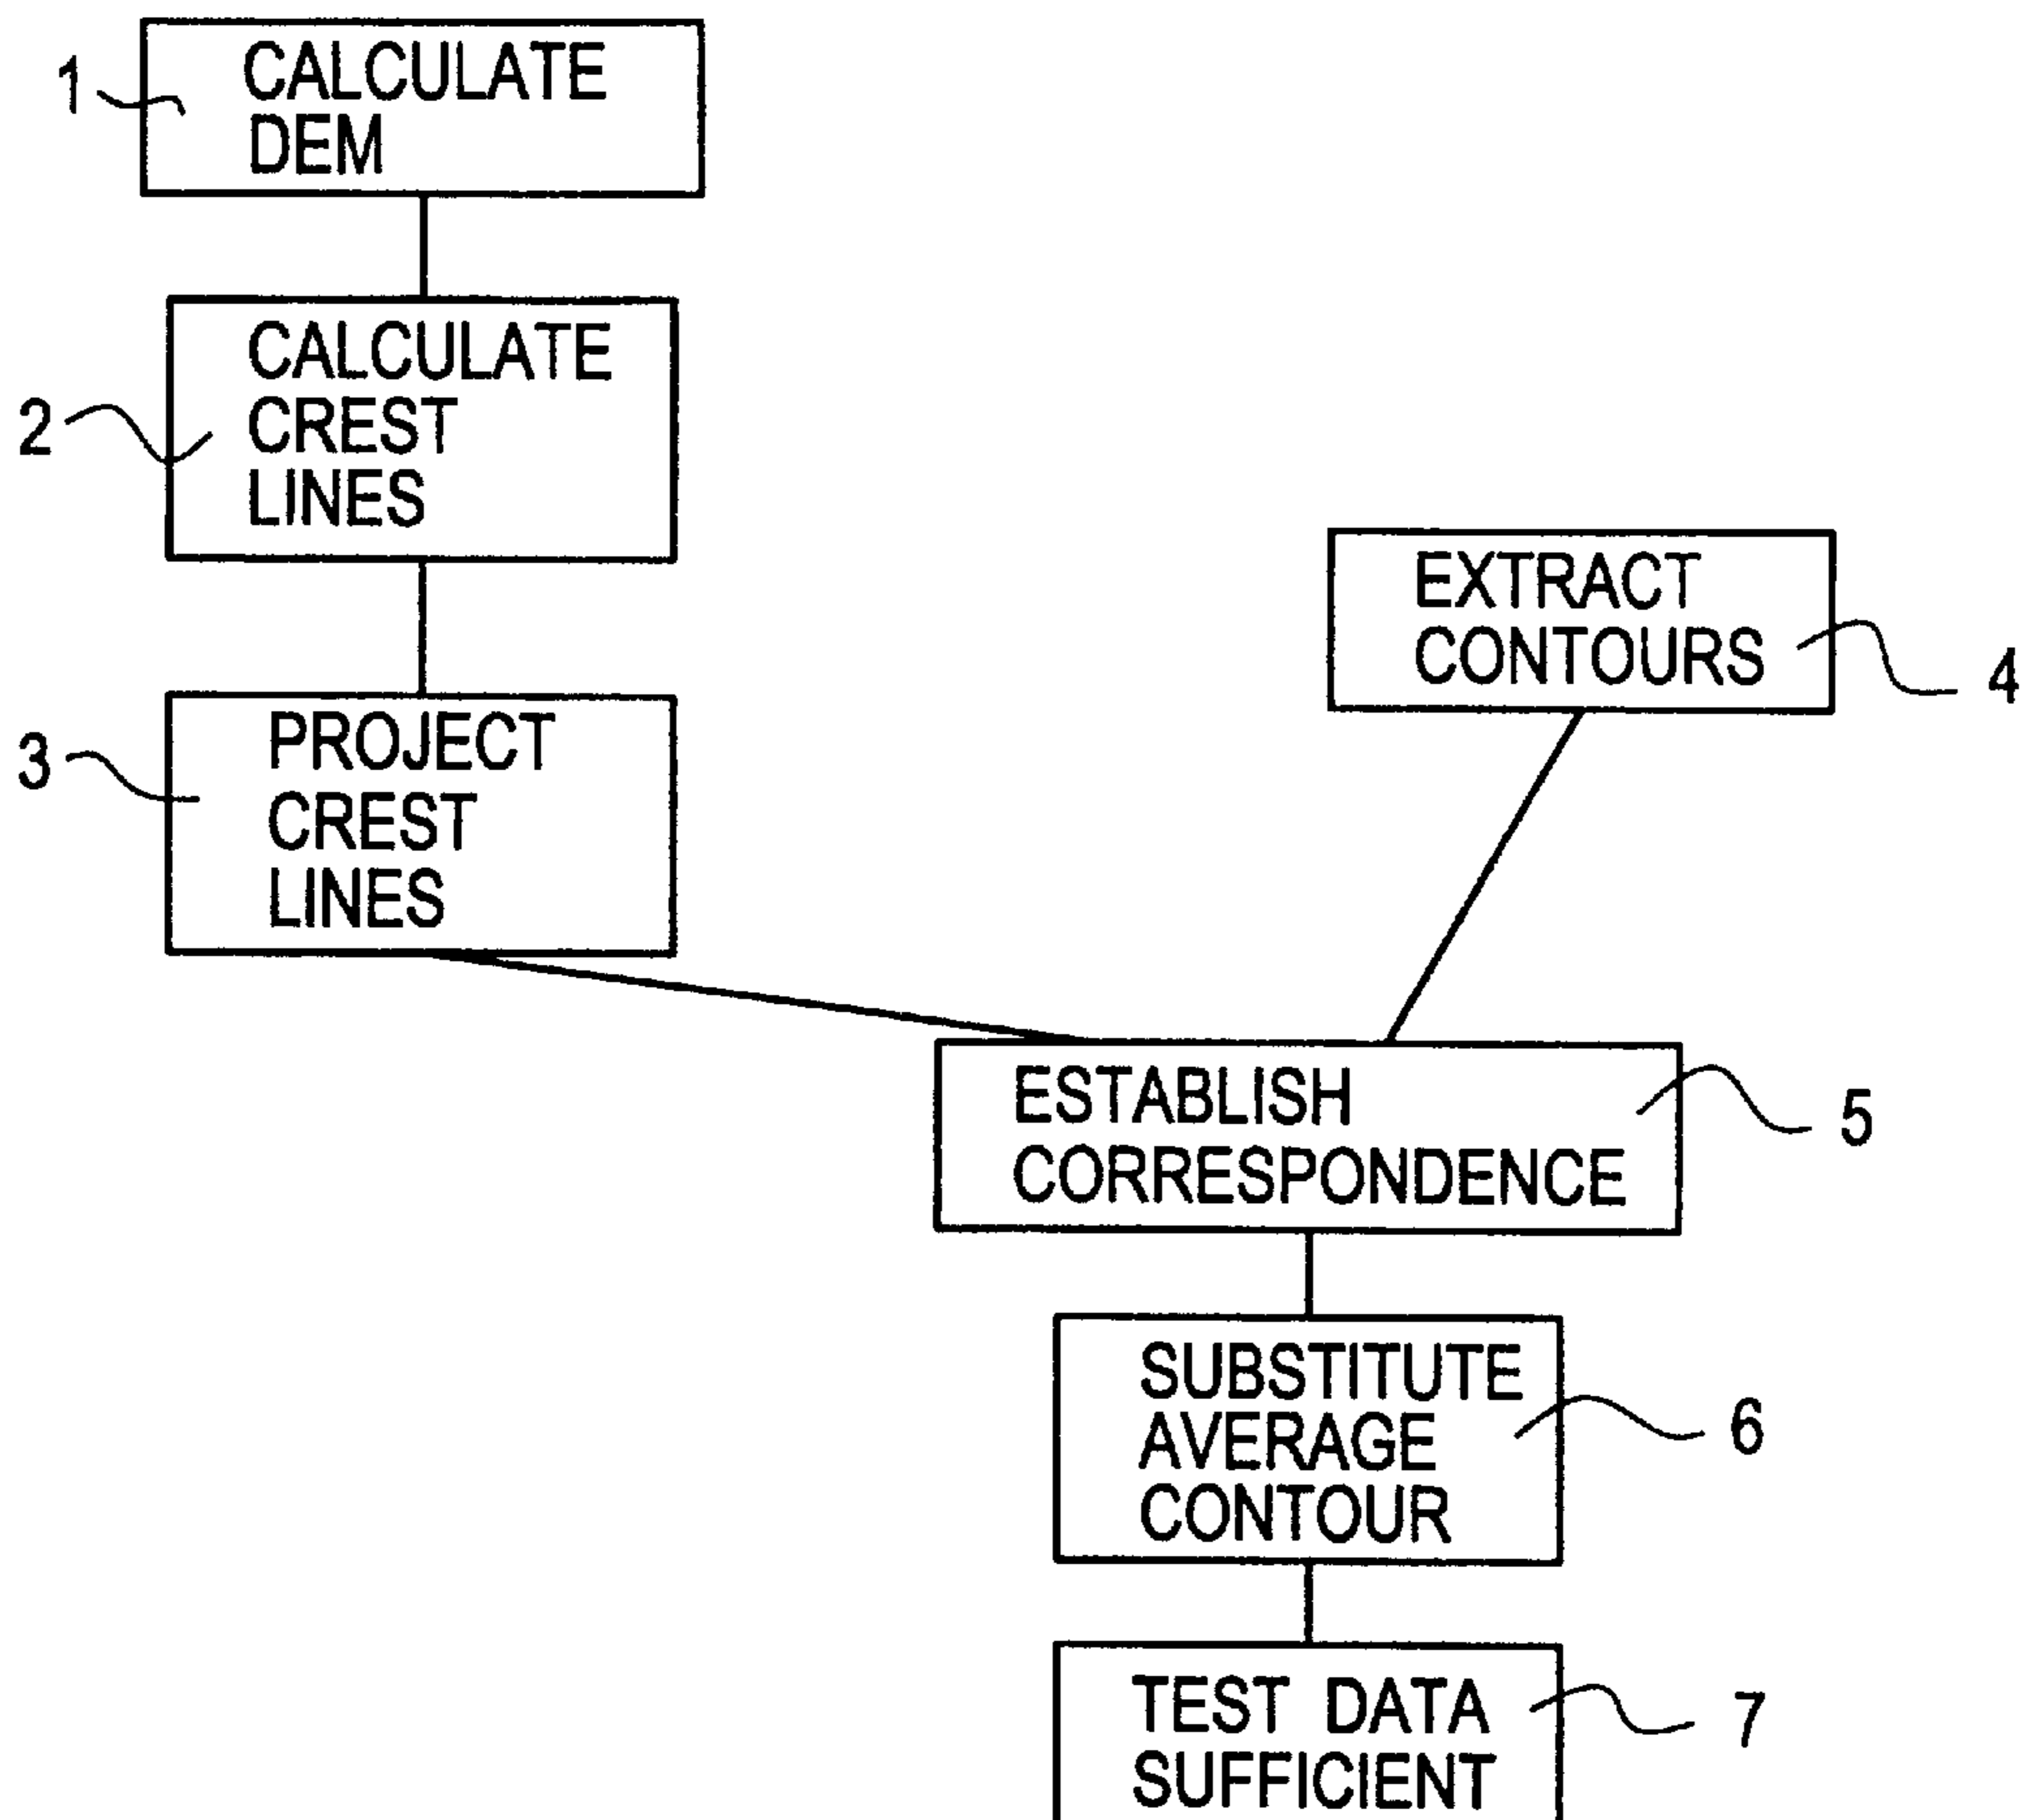 1
CALCULATE
DEM
2
CALCULATE
CREST
LINES
EXTRACT
CONTOURS
4
3
PROJECT
CREST
LINES
ESTABLISH
CORRESPONDENCE
5
SUBSTITUTE
AVERAGE
CONTOUR
6
TEST DATA
SUFFICIENT
7